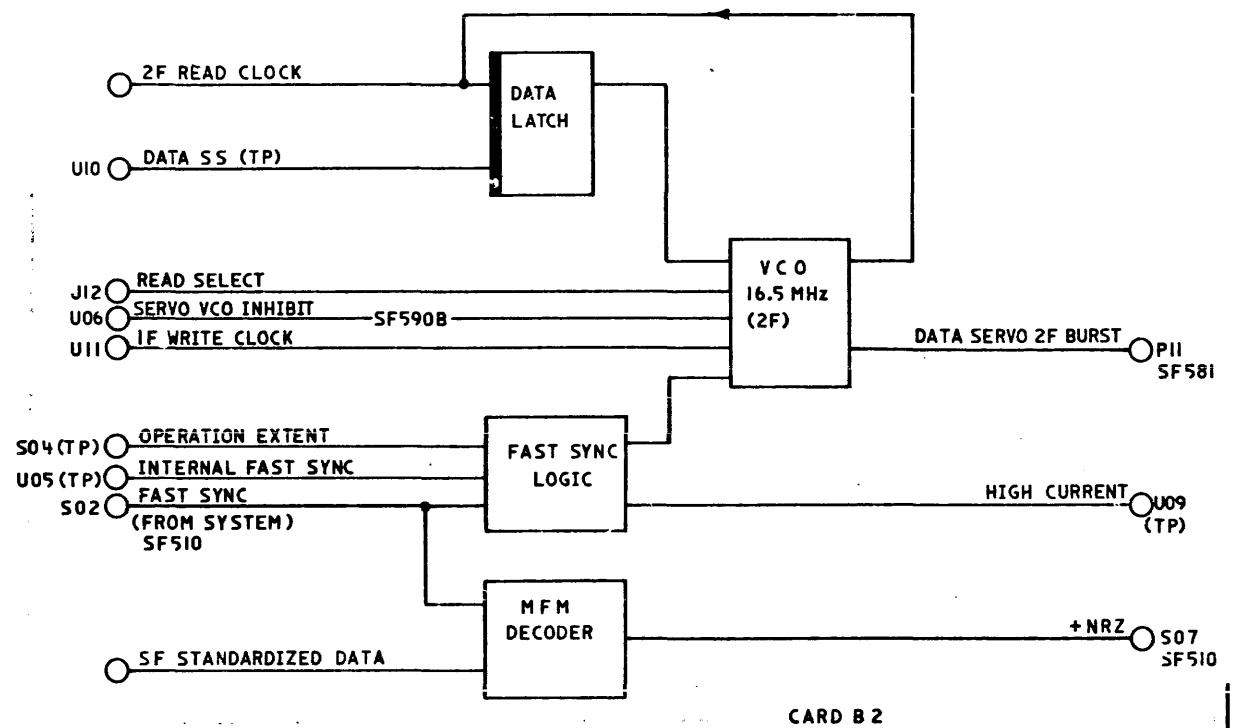 2F READ CLOCK
DATA LATCH
U10 DATA SS (TP)
J12 READ SELECT
U06 SERVO VCO INHIBIT SF590B
U11 1F WRITE CLOCK
VCO
16.5 MHz
(2F)
DATA SERVO 2F BURST P11
SF581
S04 (TP) OPERATION EXTENT
U05 (TP) INTERNAL FAST SYNC
S02 FAST SYNC
(FROM SYSTEM)
SF510
FAST SYNC
LOGIC
HIGH CURRENT U09
(TP)
MFM
DECODER
SF STANDARDIZED DATA
+NRZ S07
SF510
CARD B2